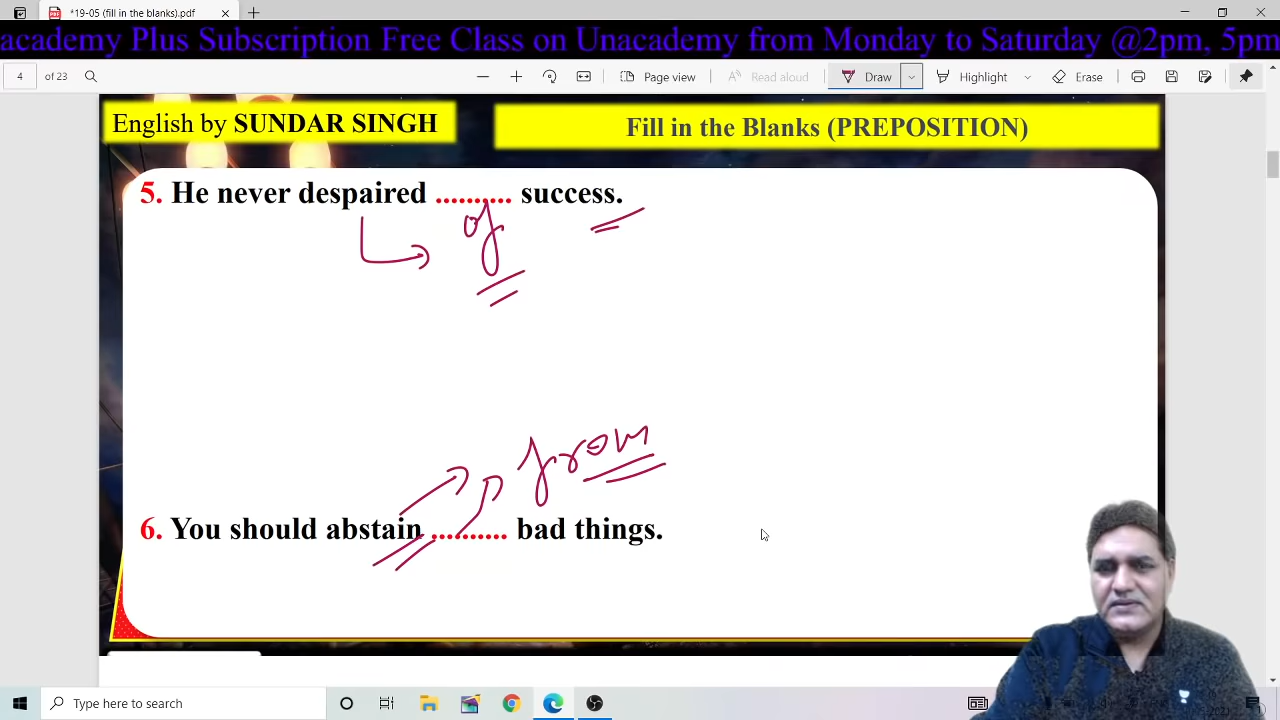 *19-05 (fill in the blanks).pdf
academy Plus Subscription Free Class on Unacademy from Monday to Saturday @2pm, 5pm
4 of 23
Page view
Read aloud
Draw
Highlight
Erase
English by SUNDAR SINGH
Fill in the Blanks (PREPOSITION)
5. He never despaired .......... success.
of
from
6. You should abstain .......... bad things.
Type here to search